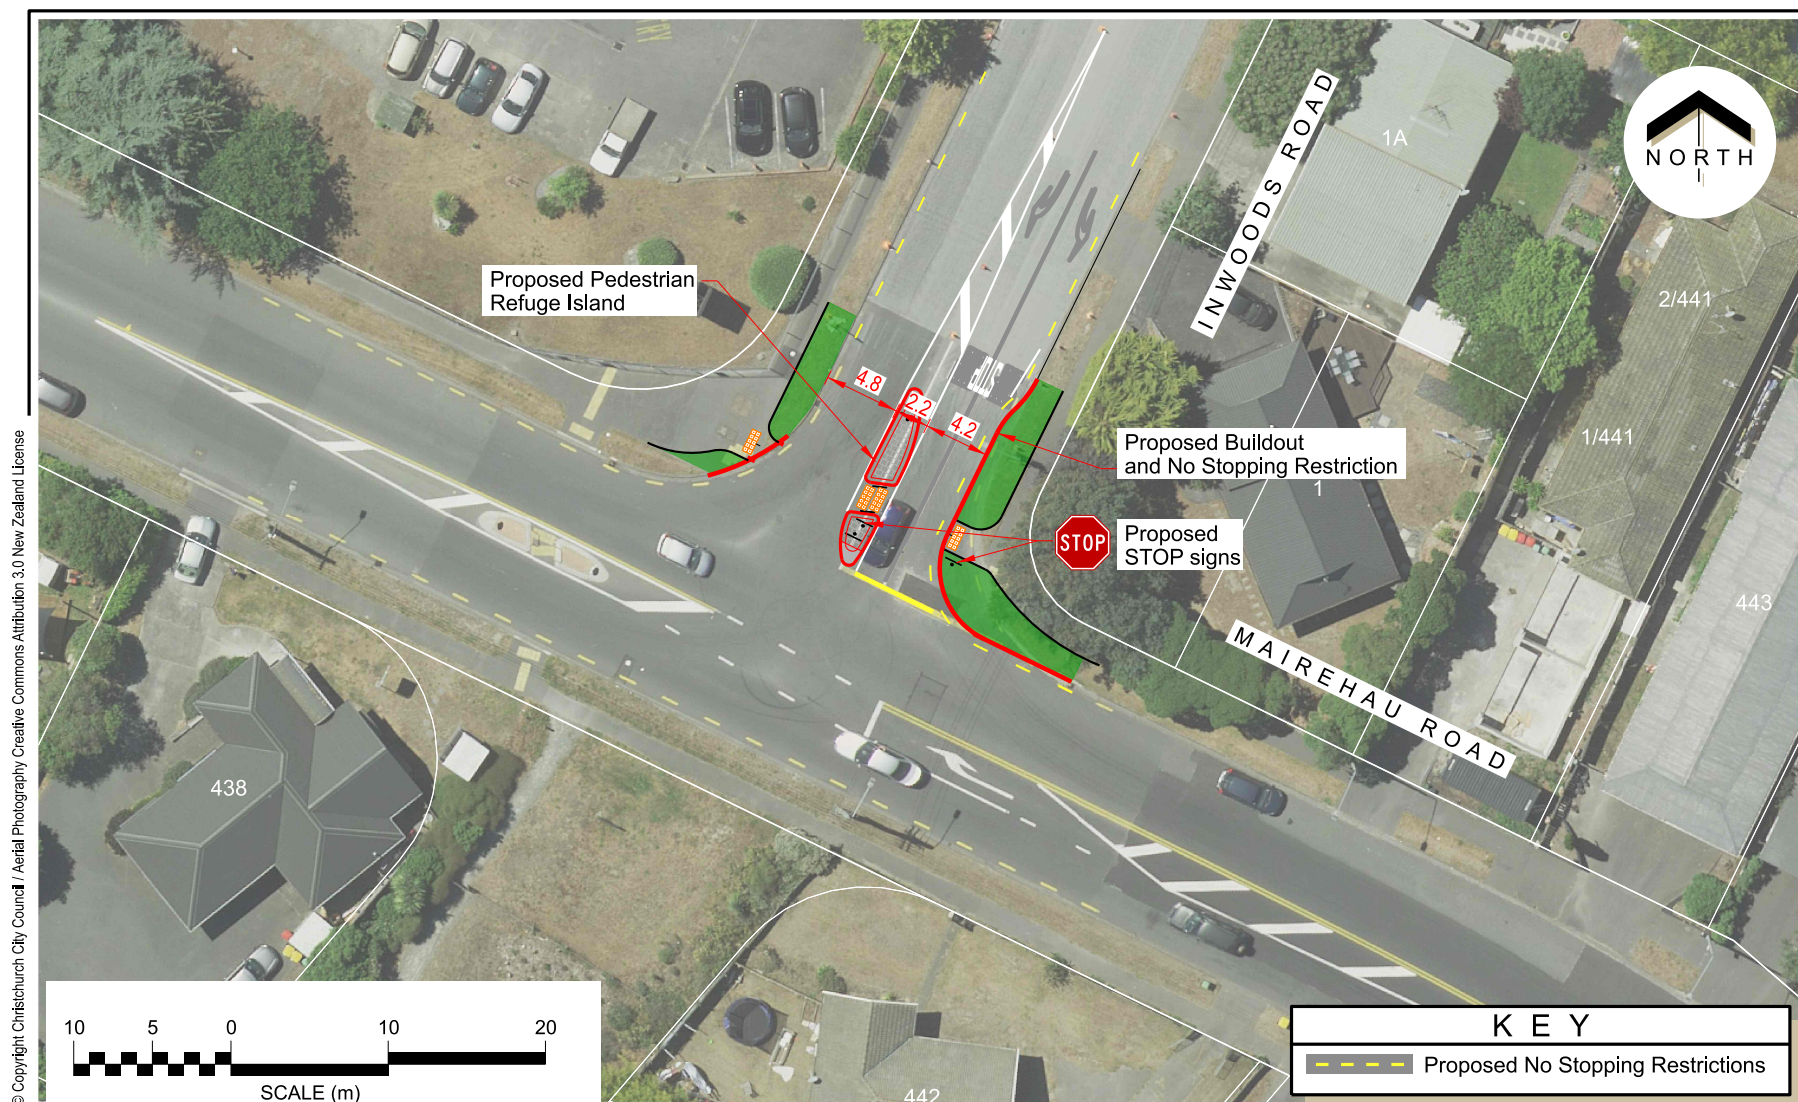 © Copyright Christchurch City Council / Aerial Photography Creative Commons Attribution 3.0 New Zealand License
INWOODS ROAD
1A
NORTH
2/441
Proposed Pedestrian
Refuge Island
4.8
2.2
4.2
STOP
Proposed Buildout
and No Stopping Restriction
1/441
1
STOP
Proposed
STOP signs
443
MAIREHAU ROAD
438
10 5 0 10 20
SCALE (m)
442
KEY
Proposed No Stopping Restrictions